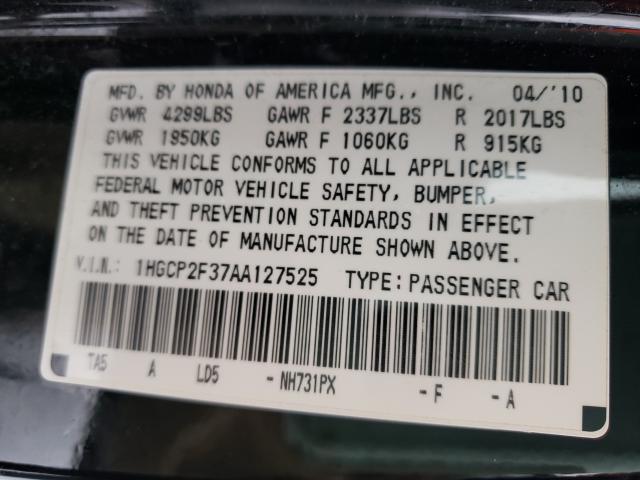 MFD. BY HONDA OF AMERICA MFG., INC. 04/'10
GVWR 4299LBS GAWR F 2337LBS R 2017LBS
GVWR 1950KG GAWR F 1060KG R 915KG
THIS VEHICLE CONFORMS TO ALL APPLICABLE
FEDERAL MOTOR VEHICLE SAFETY, BUMPER,
AND THEFT PREVENTION STANDARDS IN EFFECT
ON THE DATE OF MANUFACTURE SHOWN ABOVE.
V.I.N.: 1HGCP2F37AA127525 TYPE: PASSENGER CAR
TA5 A LD5 - NH731PX - F - A